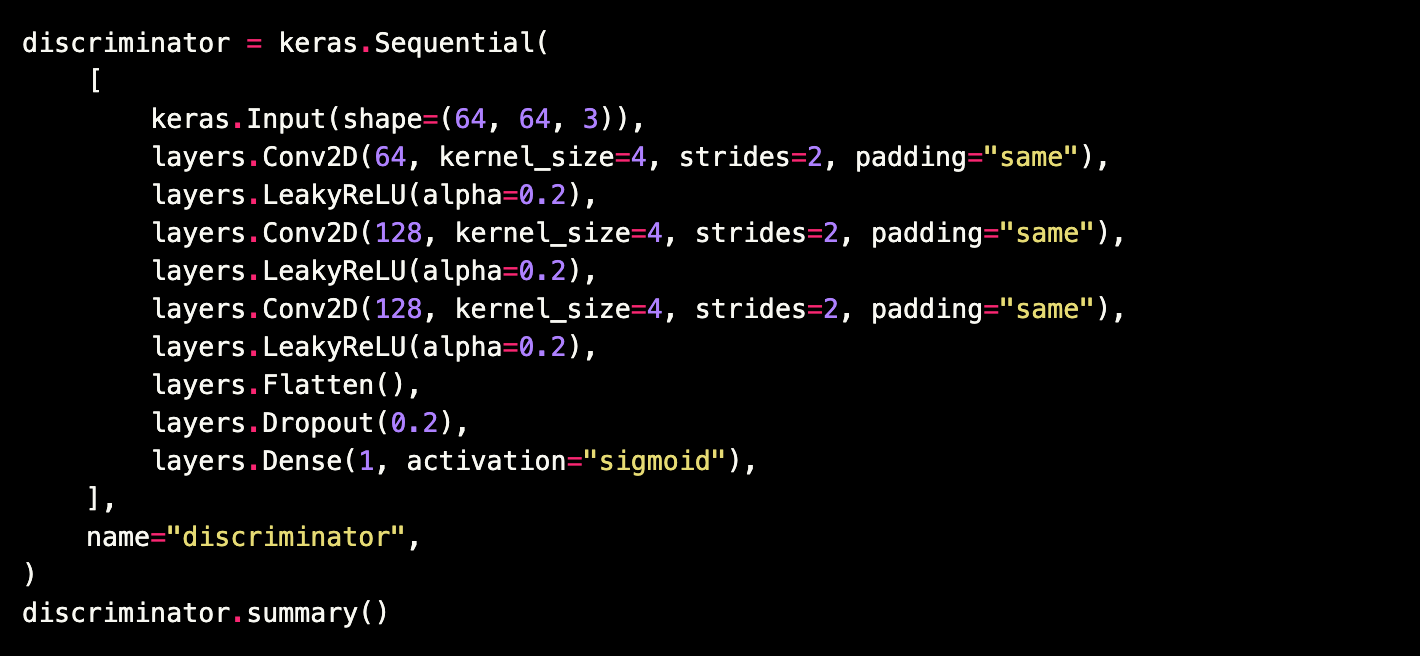 discriminator = keras.Sequential(
    [
        keras.Input(shape=(64, 64, 3)),
        layers.Conv2D(64, kernel_size=4, strides=2, padding="same"),
        layers.LeakyReLU(alpha=0.2),
        layers.Conv2D(128, kernel_size=4, strides=2, padding="same"),
        layers.LeakyReLU(alpha=0.2),
        layers.Conv2D(128, kernel_size=4, strides=2, padding="same"),
        layers.LeakyReLU(alpha=0.2),
        layers.Flatten(),
        layers.Dropout(0.2),
        layers.Dense(1, activation="sigmoid"),
    ],
    name="discriminator",
)
discriminator.summary()